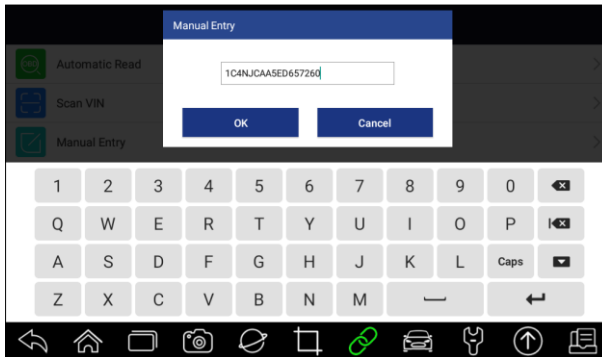 Manual Entry
1C4NJCAA5ED657260
OK
Cancel
Automatic Read
Scan VIN
Manual Entry
1 2 3 4 5 6 7 8 9 0
Q W E R T Y U I O P
A S D F G H J K L Caps
Z X C V B N M